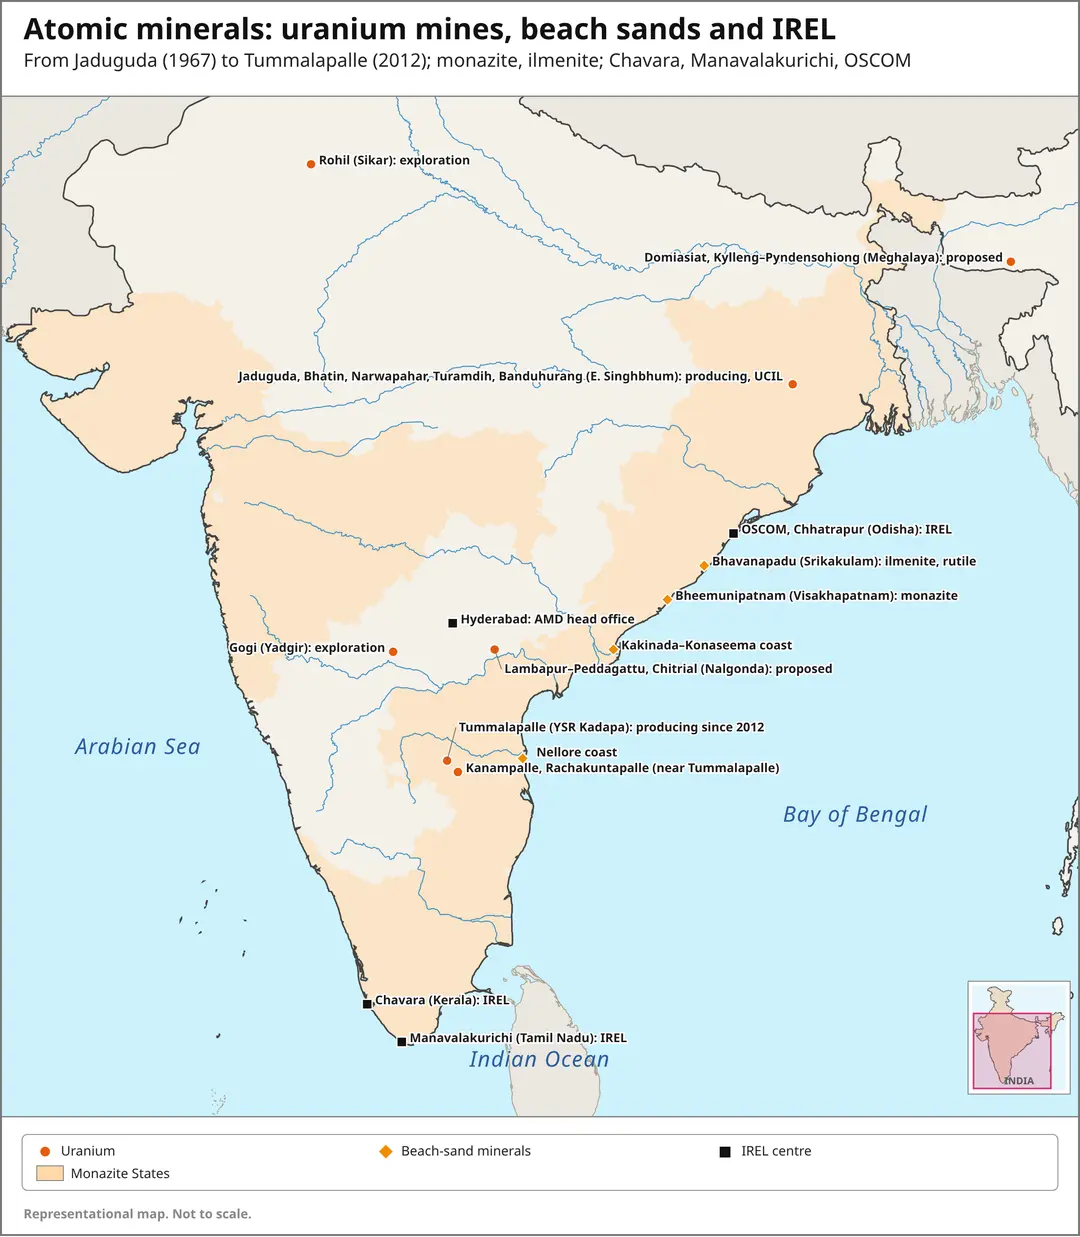 Atomic minerals: uranium mines, beach sands and IREL
From Jaduguda (1967) to Tummalapalle (2012); monazite, ilmenite; Chavara, Manavalakurichi, OSCOM
Rohil (Sikar): exploration
Domiasiat, Kylleng–Pyndensohiong (Meghalaya): proposed
Jaduguda, Bhatin, Narwapahar, Turamdih, Banduhurang (E. Singhbhum): producing, UCIL
OSCOM, Chhatrapur (Odisha): IREL
Bhavanapadu (Srikakulam): ilmenite, rutile
Bheemunipatnam (Visakhapatnam): monazite
Hyderabad: AMD head office
Gogi (Yadgir): exploration
Kakinada–Konaseema coast
Lambapur–Peddagattu, Chitrial (Nalgonda): proposed
Tummalapalle (YSR Kadapa): producing since 2012
Arabian Sea
Nellore coast
Kanampalle, Rachakuntapalle (near Tummalapalle)
Bay of Bengal
Chavara (Kerala): IREL
Manavalakurichi (Tamil Nadu): IREL
Indian Ocean
INDIA
Uranium
Beach-sand minerals
IREL centre
Monazite States
Representational map. Not to scale.